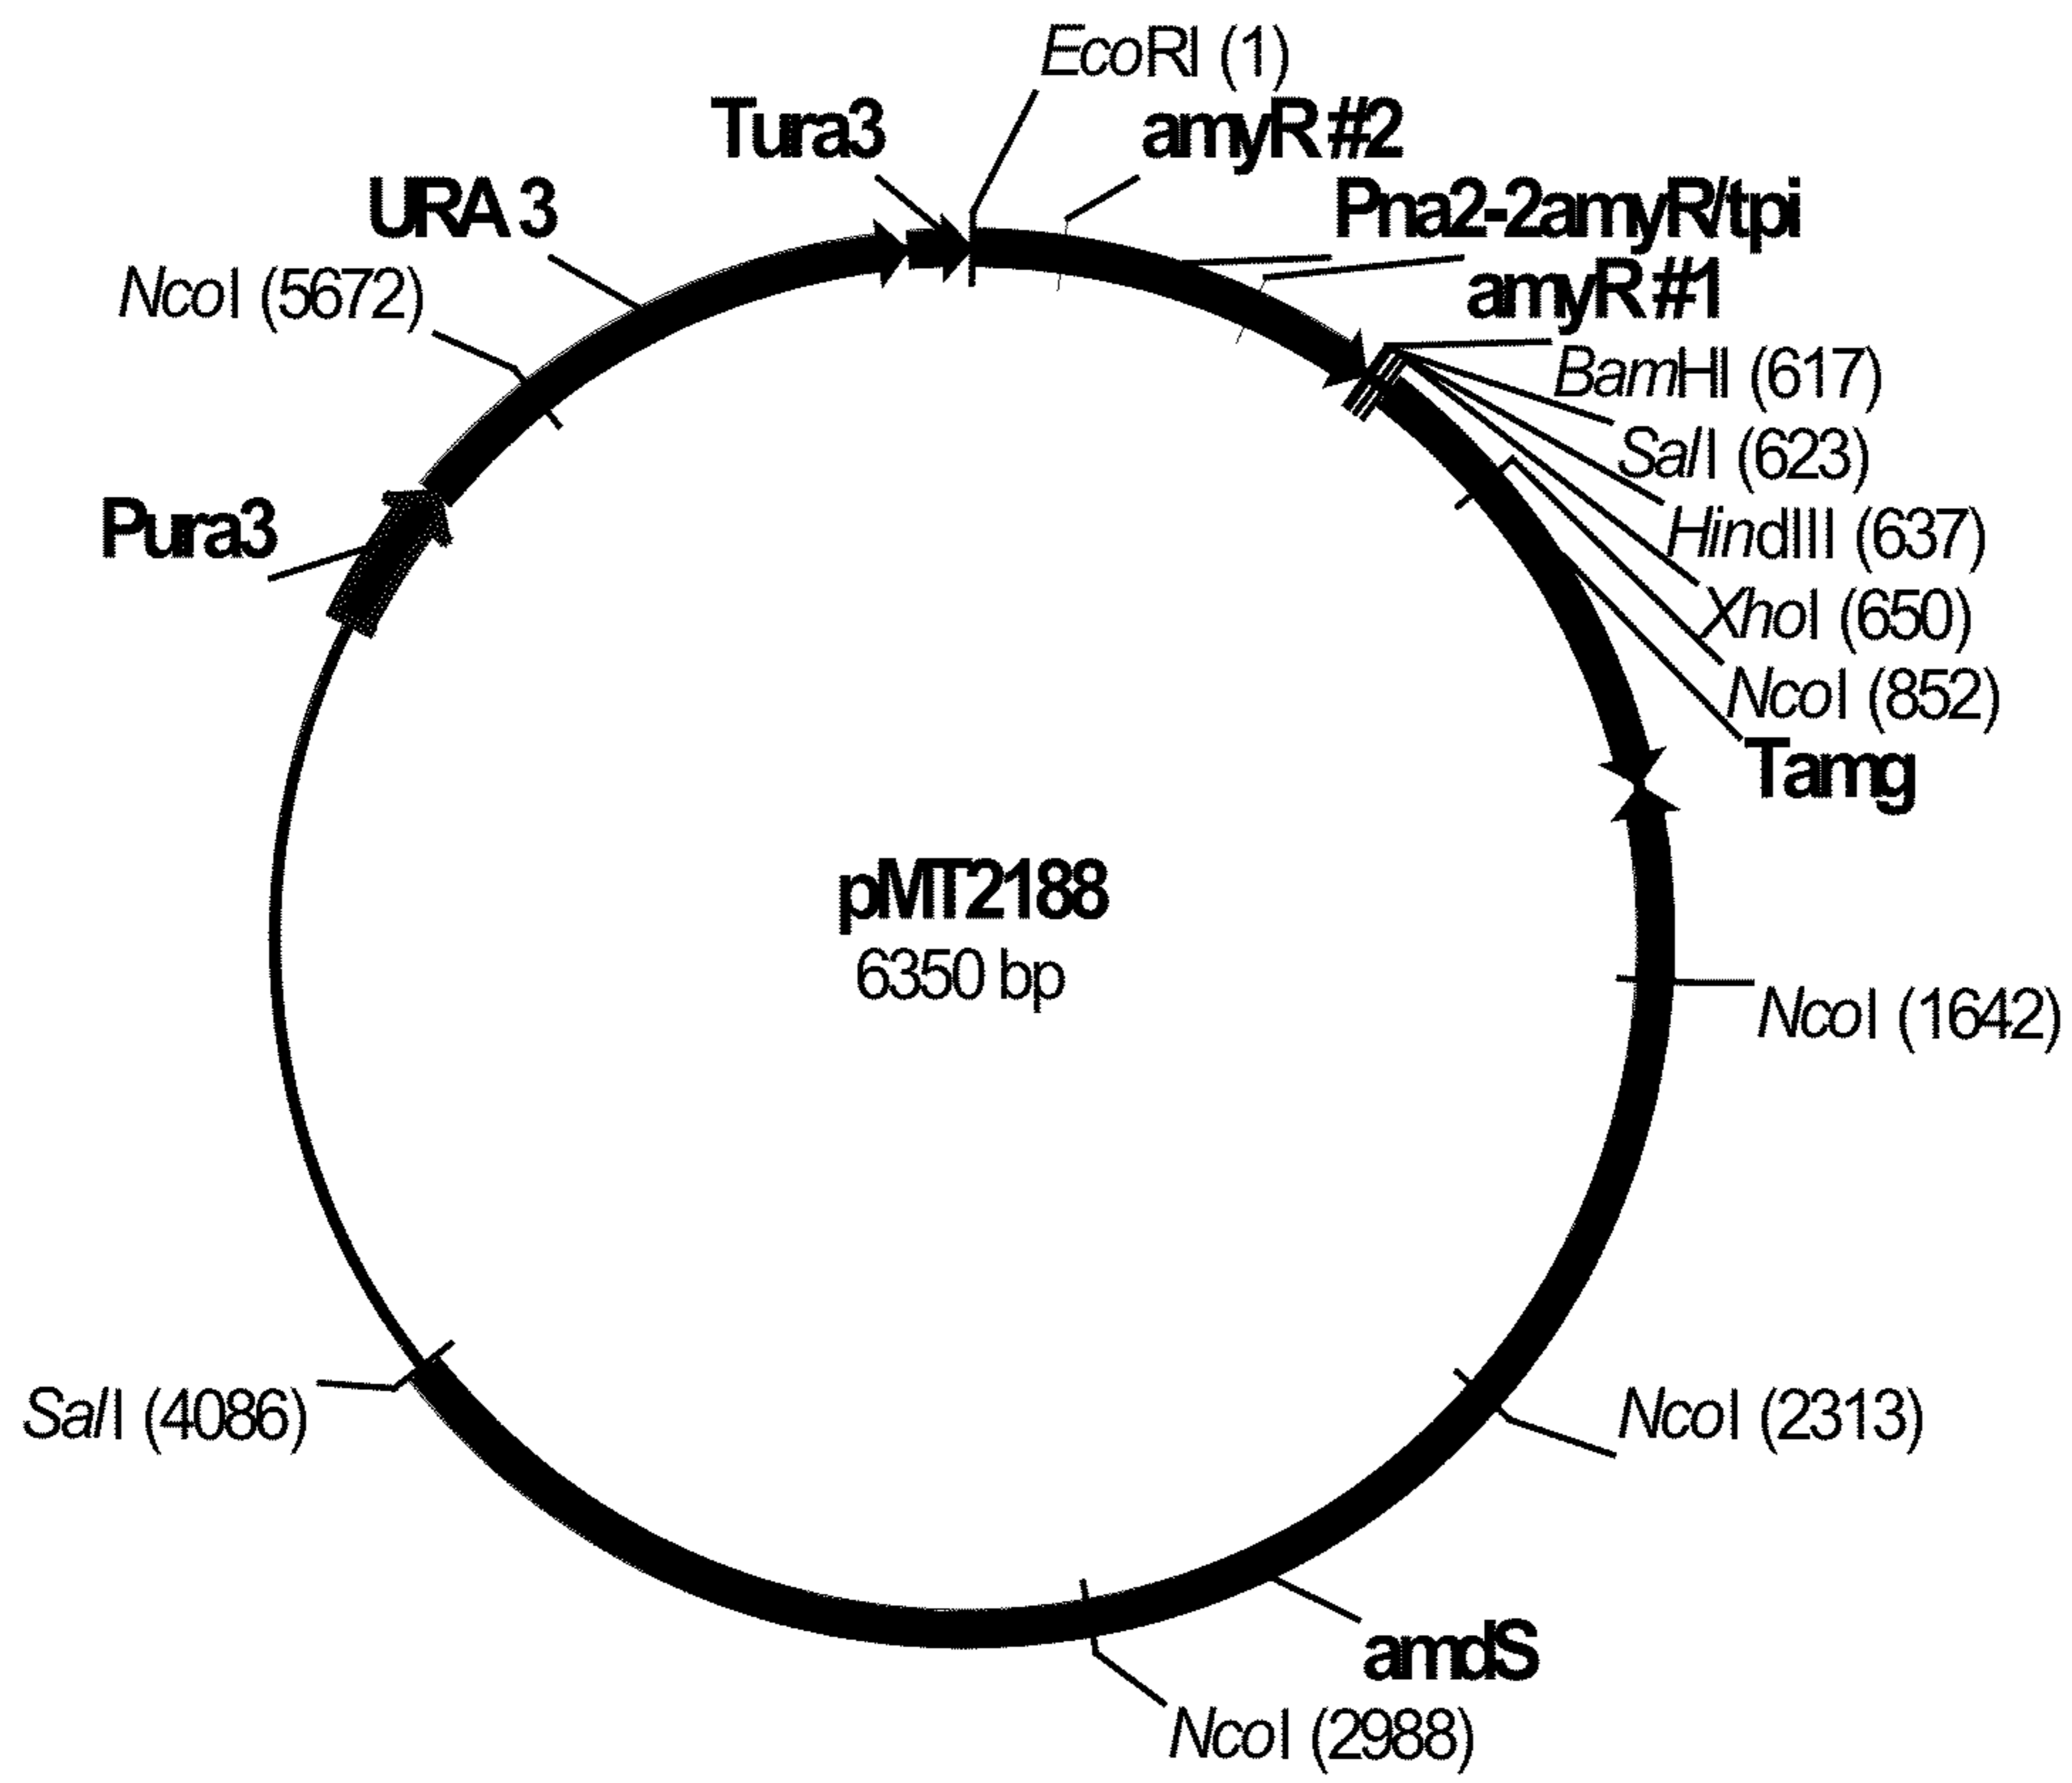 EcoRI (1)
Tura3
amyR #2
URA 3
Pna2-2amyR/tpi
NcoI (5672)
amyR #1
BamHI (617)
SalI (623)
Pura3
HindIII (637)
XhoI (650)
NcoI (852)
Tamg
pMT2188
6350 bp
NcoI (1642)
SalI (4086)
NcoI (2313)
amdS
NcoI (2988)